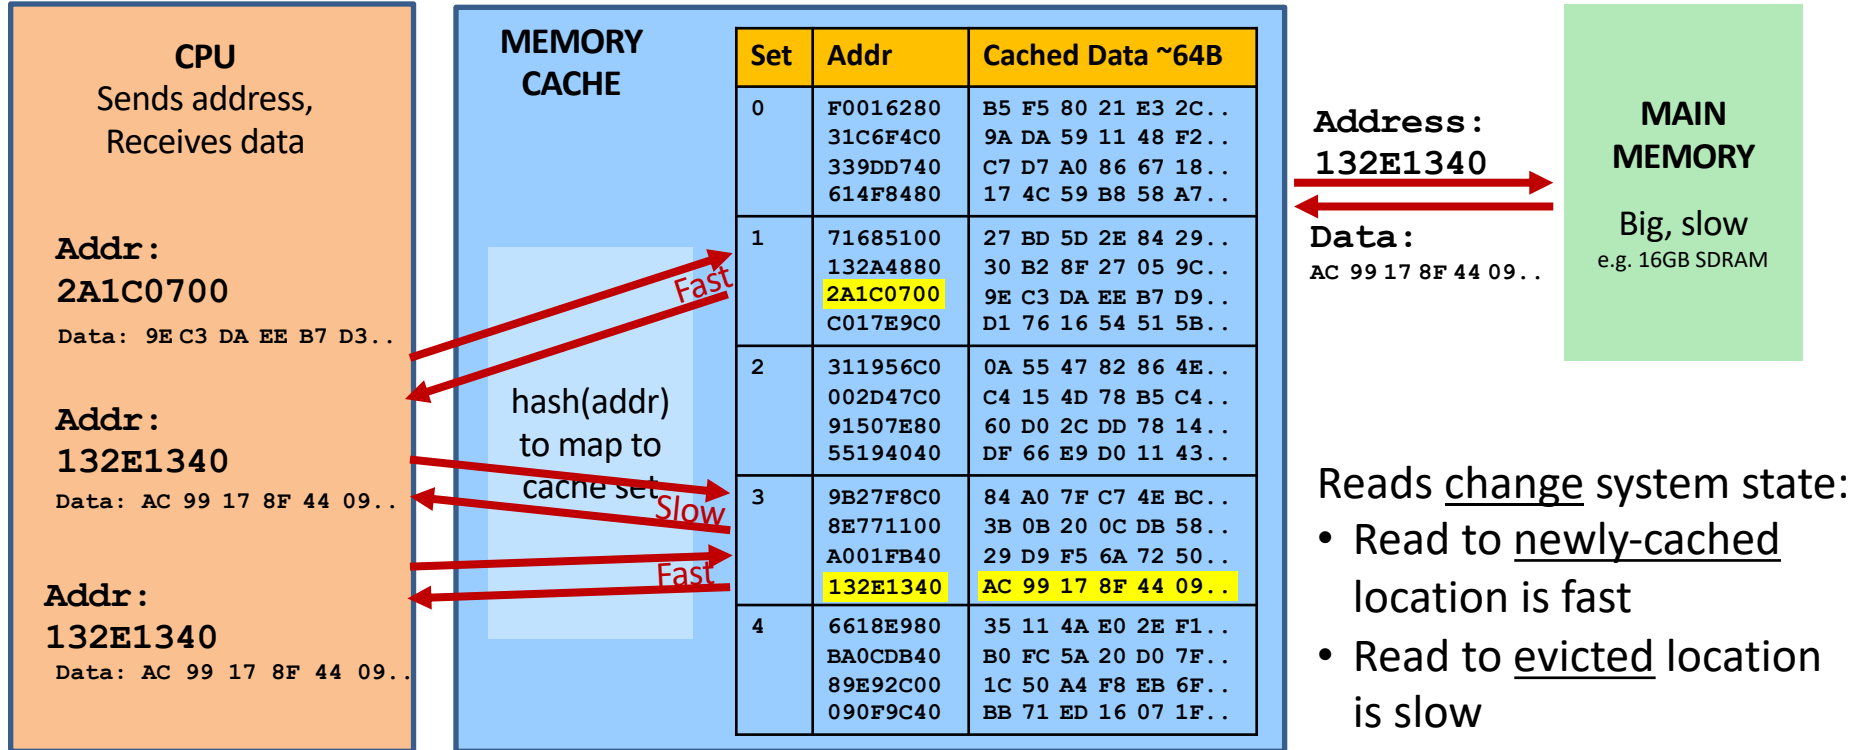 CPU
Sends address,
Receives data
Addr:
2A1C0700
Data: 9E C3 DA EE B7 D3..
Addr:
132E1340
Data: AC 99 17 8F 44 09..
Addr:
132E1340
Data: AC 99 17 8F 44 09..
MEMORY
CACHE
hash(addr)
to map to
cache set
Fast
Slow
Fast
Set Addr Cached Data ~64B
0 F0016280 B5 F5 80 21 E3 2C..
31C6F4C0 9A DA 59 11 48 F2..
339DD740 C7 D7 A0 86 67 18..
614F8480 17 4C 59 B8 58 A7..
1 71685100 27 BD 5D 2E 84 29..
132A4880 30 B2 8F 27 05 9C..
2A1C0700 9E C3 DA EE B7 D9..
C017E9C0 D1 76 16 54 51 5B..
2 311956C0 0A 55 47 82 86 4E..
002D47C0 C4 15 4D 78 B5 C4..
91507E80 60 D0 2C DD 78 14..
55194040 DF 66 E9 D0 11 43..
3 9B27F8C0 84 A0 7F C7 4E BC..
8E771100 3B 0B 20 0C DB 58..
A001FB40 29 D9 F5 6A 72 50..
132E1340 AC 99 17 8F 44 09..
4 6618E980 35 11 4A E0 2E F1..
BA0CDB40 B0 FC 5A 20 D0 7F..
89E92C00 1C 50 A4 F8 EB 6F..
090F9C40 BB 71 ED 16 07 1F..
Address:
132E1340
Data:
AC 99 17 8F 44 09..
MAIN
MEMORY
Big, slow
e.g. 16GB SDRAM
Reads change system state:
• Read to newly-cached
location is fast
• Read to evicted location
is slow